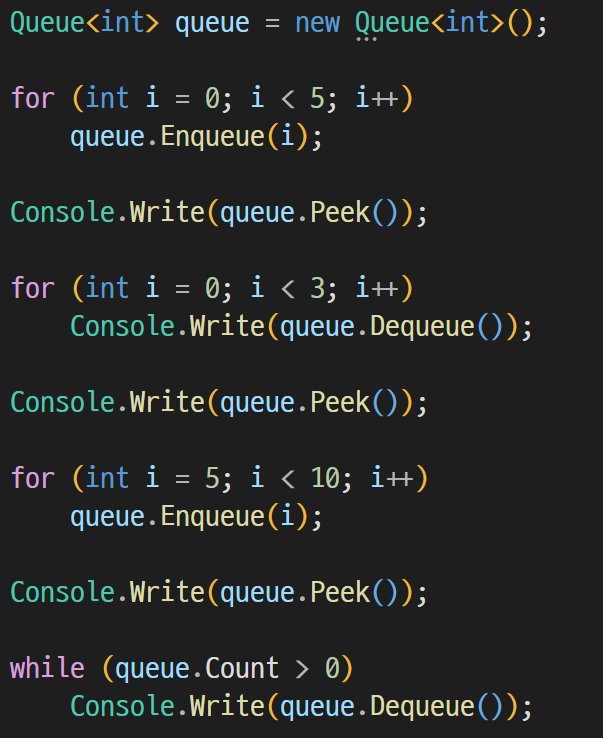 Queue<int> queue = new Queue<int>();
for (int i = 0; i < 5; i++)
queue.Enqueue(i);
Console.Write(queue.Peek());
for (int i = 0; i < 3; i++)
Console.Write(queue.Dequeue());
Console.Write(queue.Peek());
for (int i = 5; i < 10; i++)
queue.Enqueue(i);
Console.Write(queue.Peek());
while (queue.Count > 0)
Console.Write(queue.Dequeue());